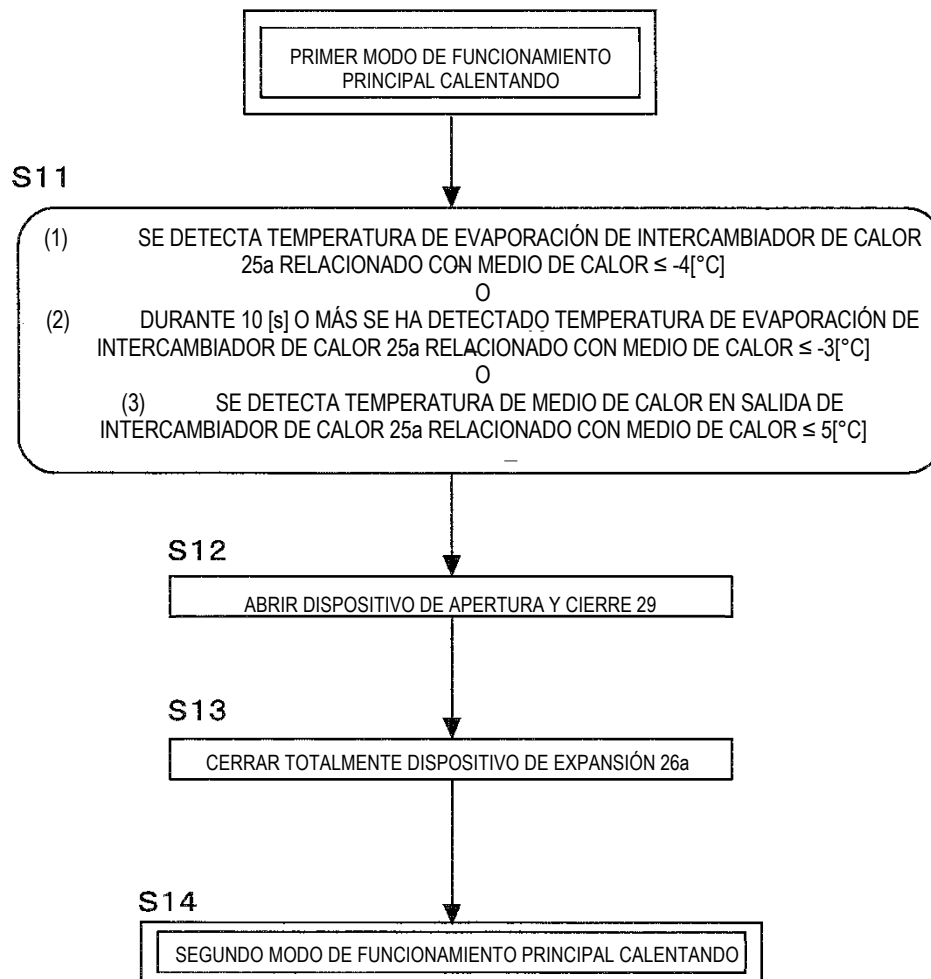 PRIMER MODO DE FUNCIONAMIENTO
PRINCIPAL CALENTANDO
S11
(1) SE DETECTA TEMPERATURA DE EVAPORACIÓN DE INTERCAMBIADOR DE CALOR
25a RELACIONADO CON MEDIO DE CALOR ≤ -4[°C]
O
(2) DURANTE 10 [s] O MÁS SE HA DETECTADO TEMPERATURA DE EVAPORACIÓN DE
INTERCAMBIADOR DE CALOR 25a RELACIONADO CON MEDIO DE CALOR ≤ -3[°C]
O
(3) SE DETECTA TEMPERATURA DE MEDIO DE CALOR EN SALIDA DE
INTERCAMBIADOR DE CALOR 25a RELACIONADO CON MEDIO DE CALOR ≤ 5[°C]
S12
ABRIR DISPOSITIVO DE APERTURA Y CIERRE 29
S13
CERRAR TOTALMENTE DISPOSITIVO DE EXPANSIÓN 26a
S14
SEGUNDO MODO DE FUNCIONAMIENTO PRINCIPAL CALENTANDO